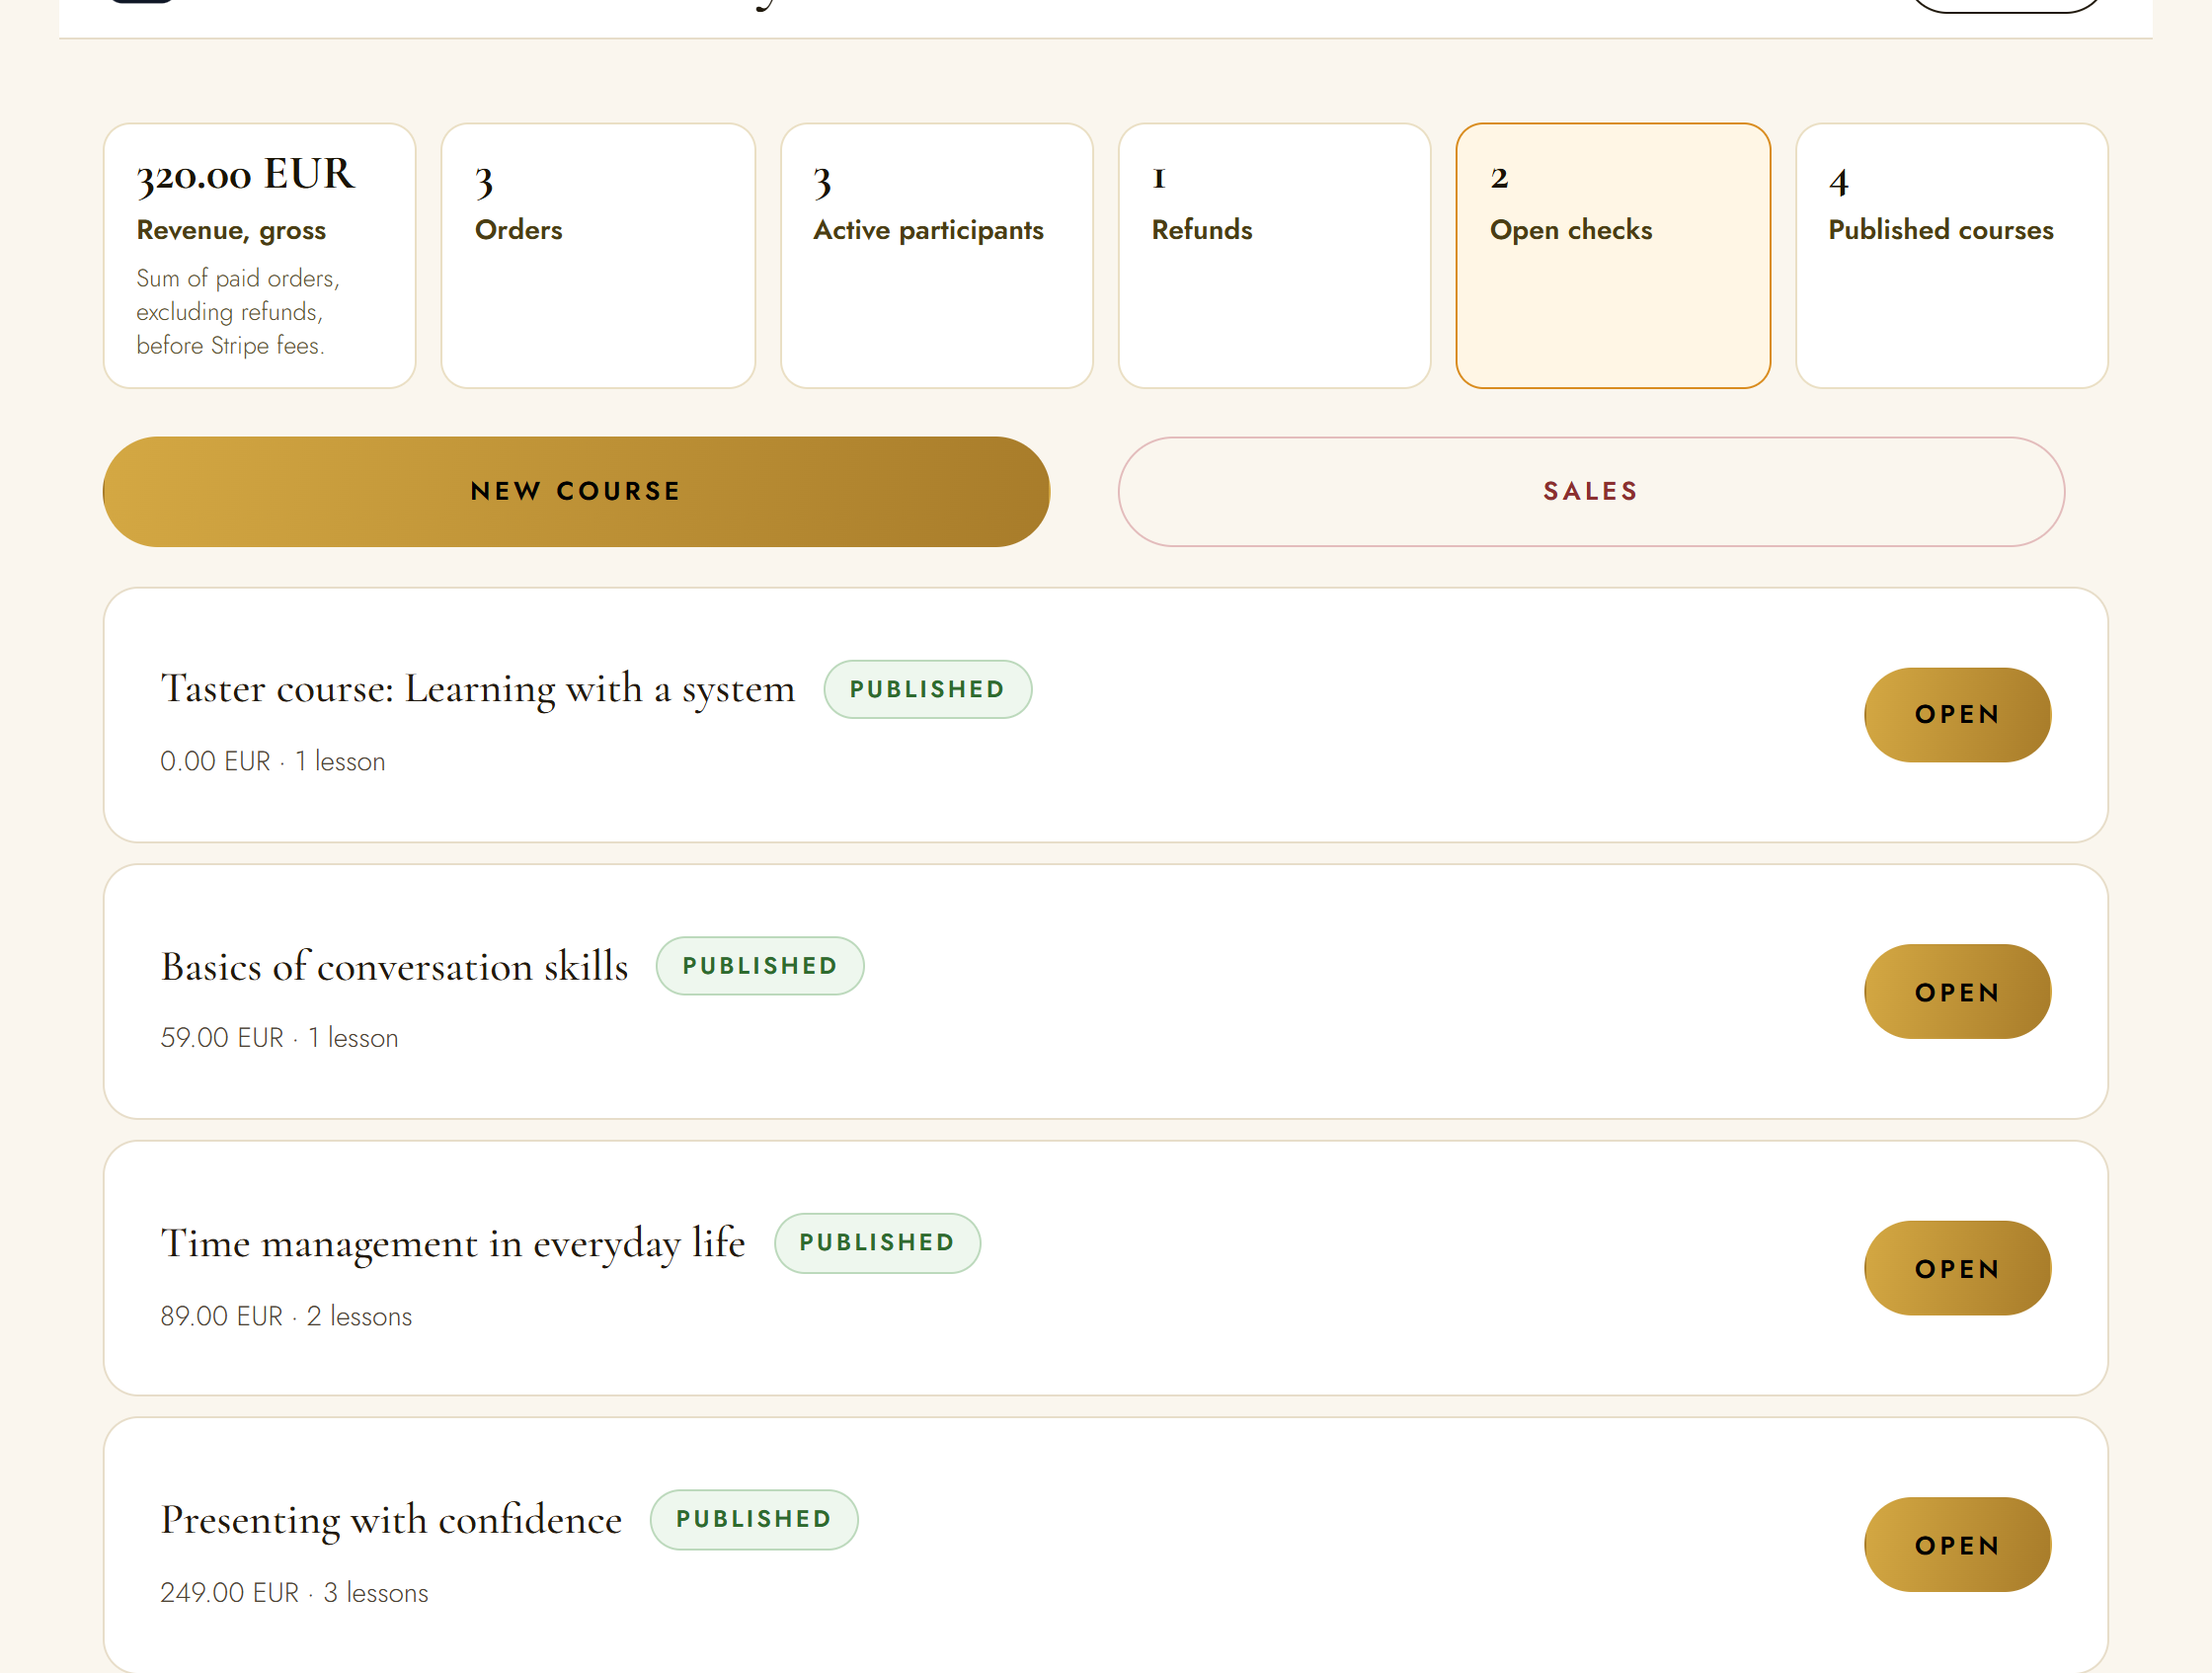 320.00 EUR
Revenue, gross
Sum of paid orders,
excluding refunds,
before Stripe fees.
3
Orders
3
Active participants
1
Refunds
2
Open checks
4
Published courses
NEW COURSE
SALES
Taster course: Learning with a system PUBLISHED
0.00 EUR · 1 lesson
OPEN
Basics of conversation skills PUBLISHED
59.00 EUR · 1 lesson
OPEN
Time management in everyday life PUBLISHED
89.00 EUR · 2 lessons
OPEN
Presenting with confidence PUBLISHED
249.00 EUR · 3 lessons
OPEN